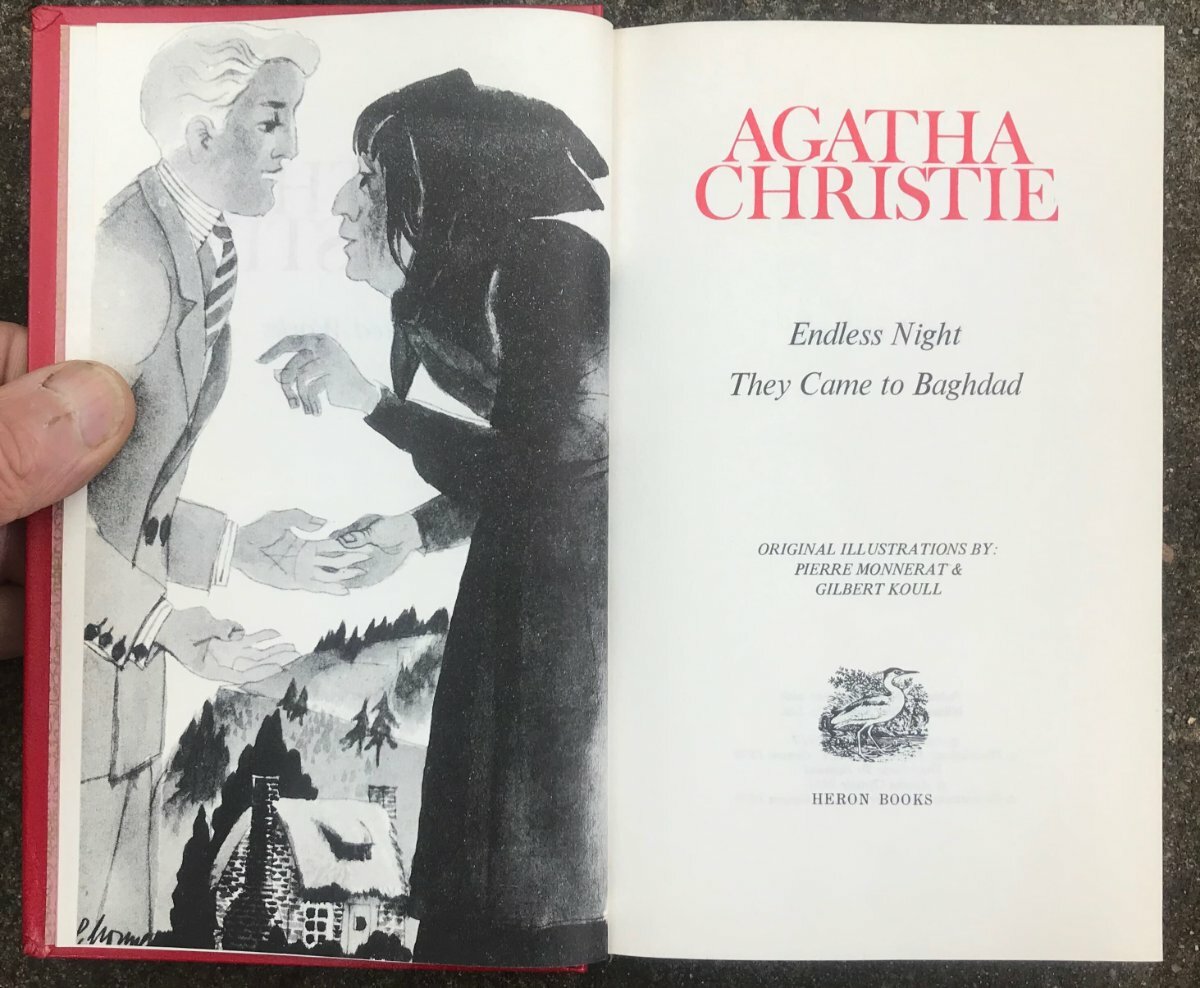 AGATHA
CHRISTIE
Endless Night
They Came to Baghdad
ORIGINAL ILLUSTRATIONS BY:
PIERRE MONNERAT &
GILBERT KOULL
HERON BOOKS